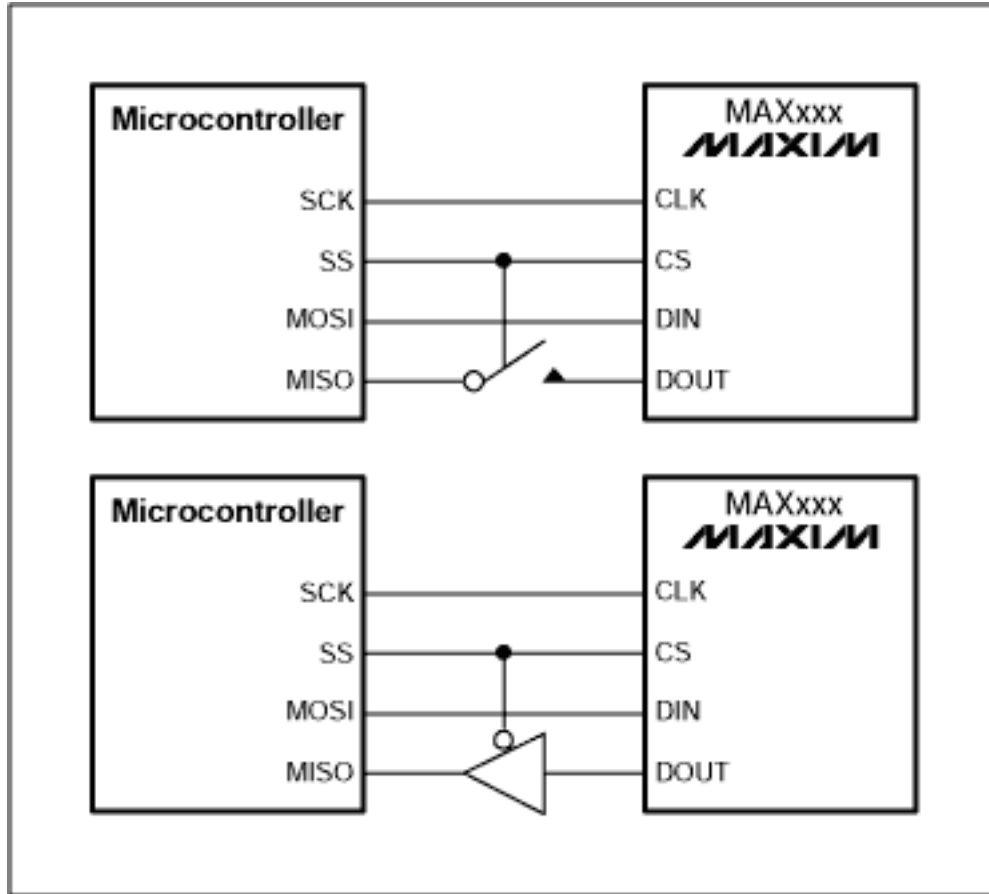 Microcontroller
SCK
SS
MOSI
MISO
MAXxxx
MAXIM
CLK
CS
DIN
DOUT
Microcontroller
SCK
SS
MOSI
MISO
MAXxxx
MAXIM
CLK
CS
DIN
DOUT